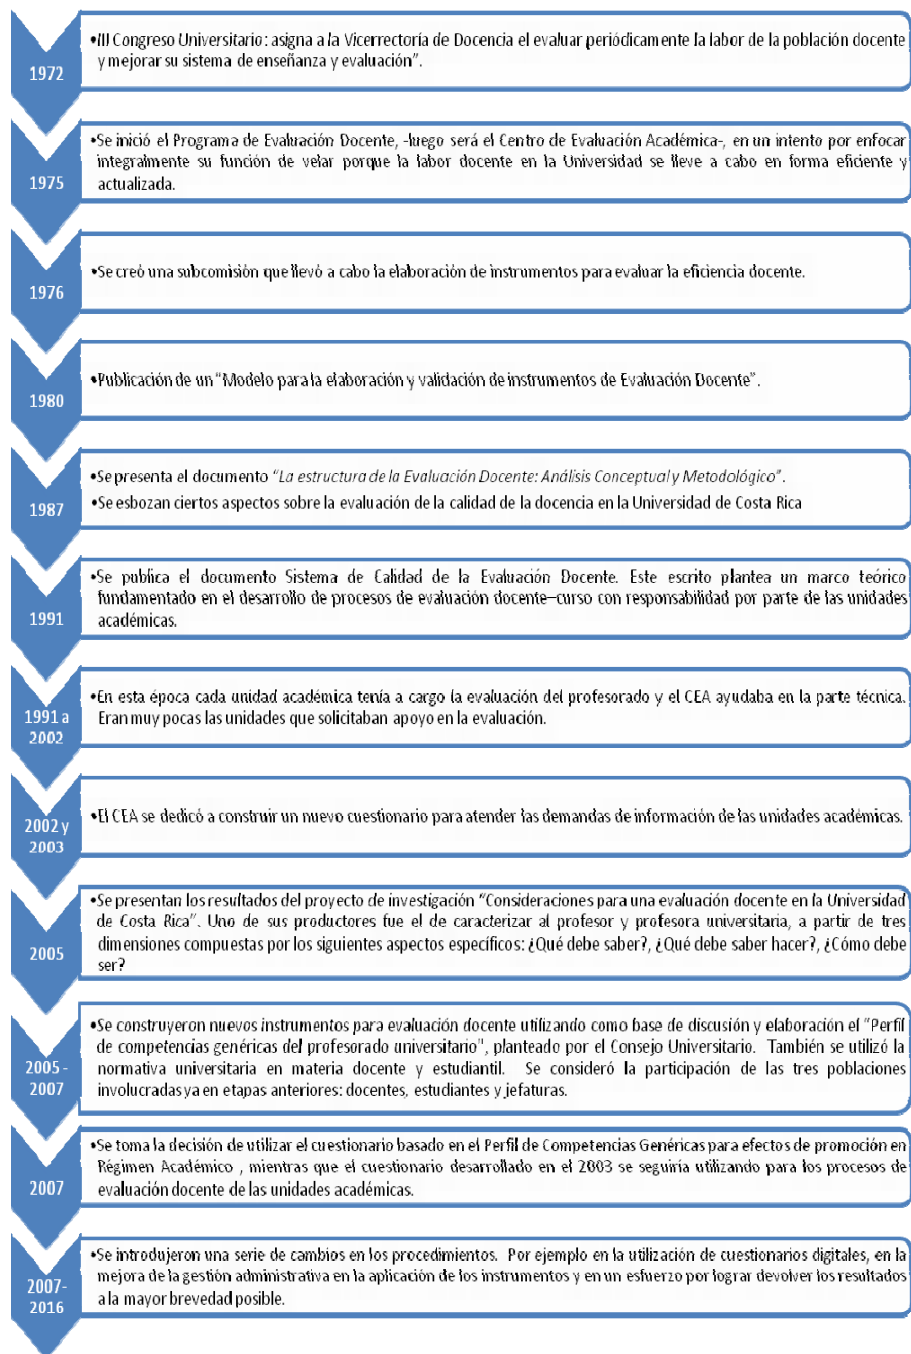 1972
•III Congreso Universitario: asigna a la Vicerrectoría de Docencia el evaluar periódicamente la labor de la población docente
y mejorar su sistema de enseñanza y evaluación”.
1975
•Se inició el Programa de Evaluación Docente, -luego será el Centro de Evaluación Académica-, en un intento por enfocar
integralmente su función de velar porque la labor docente en la Universidad se lleve a cabo en forma eficiente y
actualizada.
1976
•Se creó una subcomisión que llevó a cabo la elaboración de instrumentos para evaluar la eficiencia docente.
1980
•Publicación de un “Modelo para la elaboración y validación de instrumentos de Evaluación Docente”.
1987
•Se presenta el documento “La estructura de la Evaluación Docente: Análisis Conceptual y Metodológico”.
•Se esbozan ciertos aspectos sobre la evaluación de la calidad de la docencia en la Universidad de Costa Rica
1991
•Se publica el documento Sistema de Calidad de la Evaluación Docente. Este escrito plantea un marco teórico
fundamentado en el desarrollo de procesos de evaluación docente–curso con responsabilidad por parte de las unidades
académicas.
1991 a
2002
•En esta época cada unidad académica tenía a cargo la evaluación del profesorado y el CEA ayudaba en la parte técnica.
Eran muy pocas las unidades que solicitaban apoyo en la evaluación.
2002 y
2003
•El CEA se dedicó a construir un nuevo cuestionario para atender las demandas de información de las unidades académicas.
2005
•Se presentan los resultados del proyecto de investigación “Consideraciones para una evaluación docente en la Universidad
de Costa Rica”. Uno de sus productores fue el de caracterizar al profesor y profesora universitaria, a partir de tres
dimensiones compuestas por los siguientes aspectos específicos: ¿Qué debe saber?, ¿Qué debe saber hacer?, ¿Cómo debe
ser?
2005 -
2007
•Se construyeron nuevos instrumentos para evaluación docente utilizando como base de discusión y elaboración el "Perfil
de competencias genéricas del profesorado universitario", planteado por el Consejo Universitario. También se utilizó la
normativa universitaria en materia docente y estudiantil. Se consideró la participación de las tres poblaciones
involucradas ya en etapas anteriores: docentes, estudiantes y jefaturas.
2007
•Se toma la decisión de utilizar el cuestionario basado en el Perfil de Competencias Genéricas para efectos de promoción en
Régimen Académico , mientras que el cuestionario desarrollado en el 2003 se seguiría utilizando para los procesos de
evaluación docente de las unidades académicas.
2007-
2016
•Se introdujeron una serie de cambios en los procedimientos. Por ejemplo en la utilización de cuestionarios digitales, en la
mejora de la gestión administrativa en la aplicación de los instrumentos y en un esfuerzo por lograr devolver los resultados
a la mayor brevedad posible.